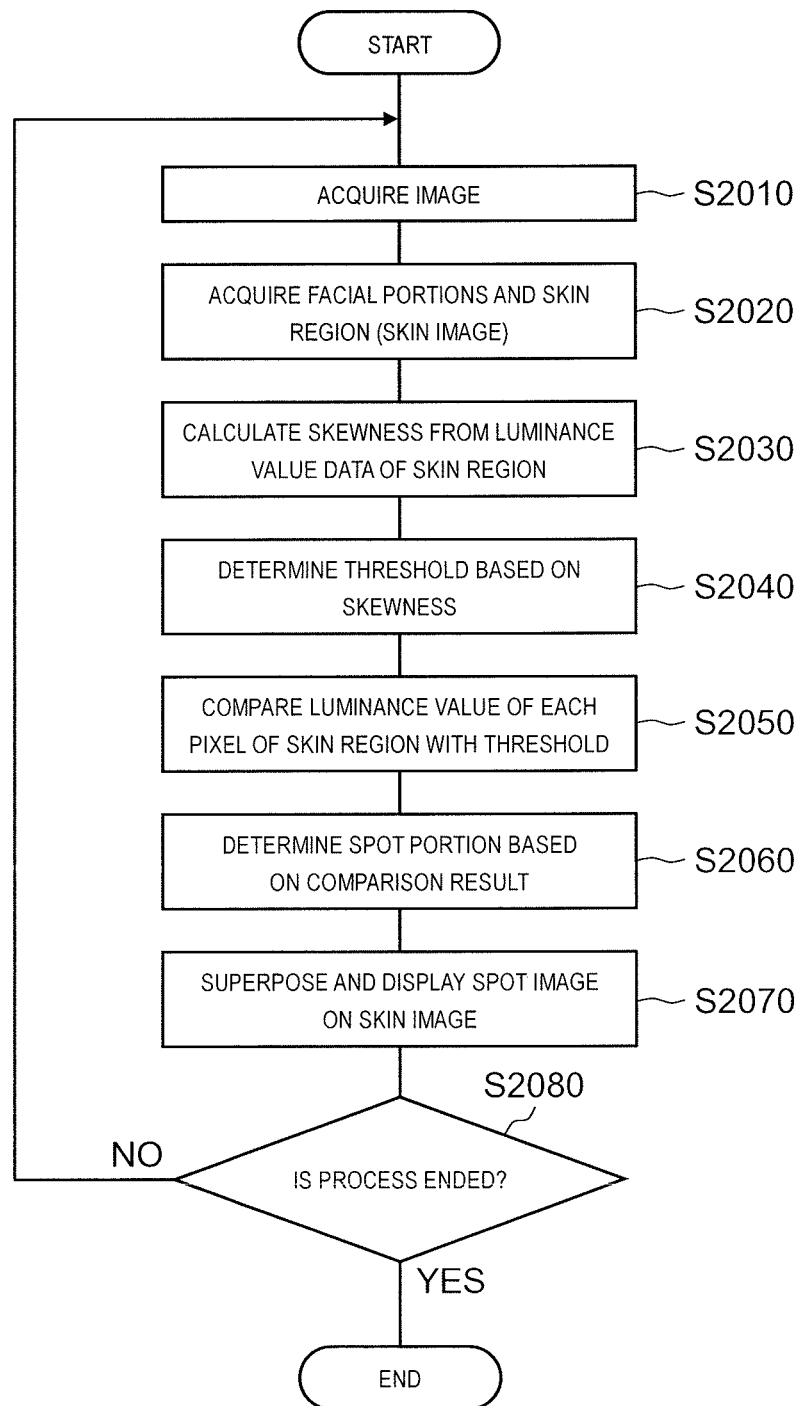 START
ACQUIRE IMAGE
S2010
ACQUIRE FACIAL PORTIONS AND SKIN
REGION (SKIN IMAGE)
S2020
CALCULATE SKEWNESS FROM LUMINANCE
VALUE DATA OF SKIN REGION
S2030
DETERMINE THRESHOLD BASED ON
SKEWNESS
S2040
COMPARE LUMINANCE VALUE OF EACH
PIXEL OF SKIN REGION WITH THRESHOLD
S2050
DETERMINE SPOT PORTION BASED
ON COMPARISON RESULT
S2060
SUPERPOSE AND DISPLAY SPOT IMAGE
ON SKIN IMAGE
S2070
S2080
NO
IS PROCESS ENDED?
YES
END